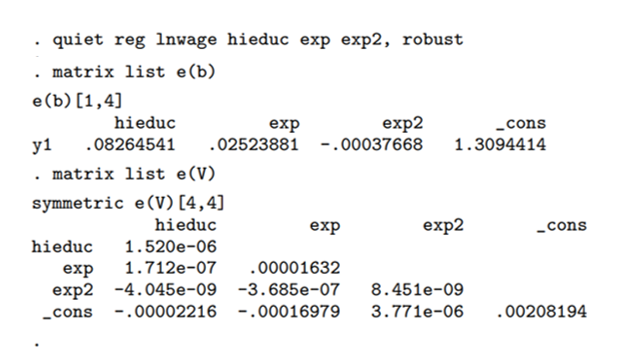 . quiet reg lnwage hieduc exp exp2, robust
. matrix list e(b)
e(b)[1,4]
hieduc exp exp2 _cons
y1 .08264541 .02523881 -.00037668 1.3094414
. matrix list e(V)
symmetric e(V)[4,4]
hieduc exp exp2 _cons
hieduc 1.520e-06
exp 1.712e-07 .00001632
exp2 -4.045e-09 -3.685e-07 8.451e-09
_cons -.00002216 -.00016979 3.771e-06 .00208194
.